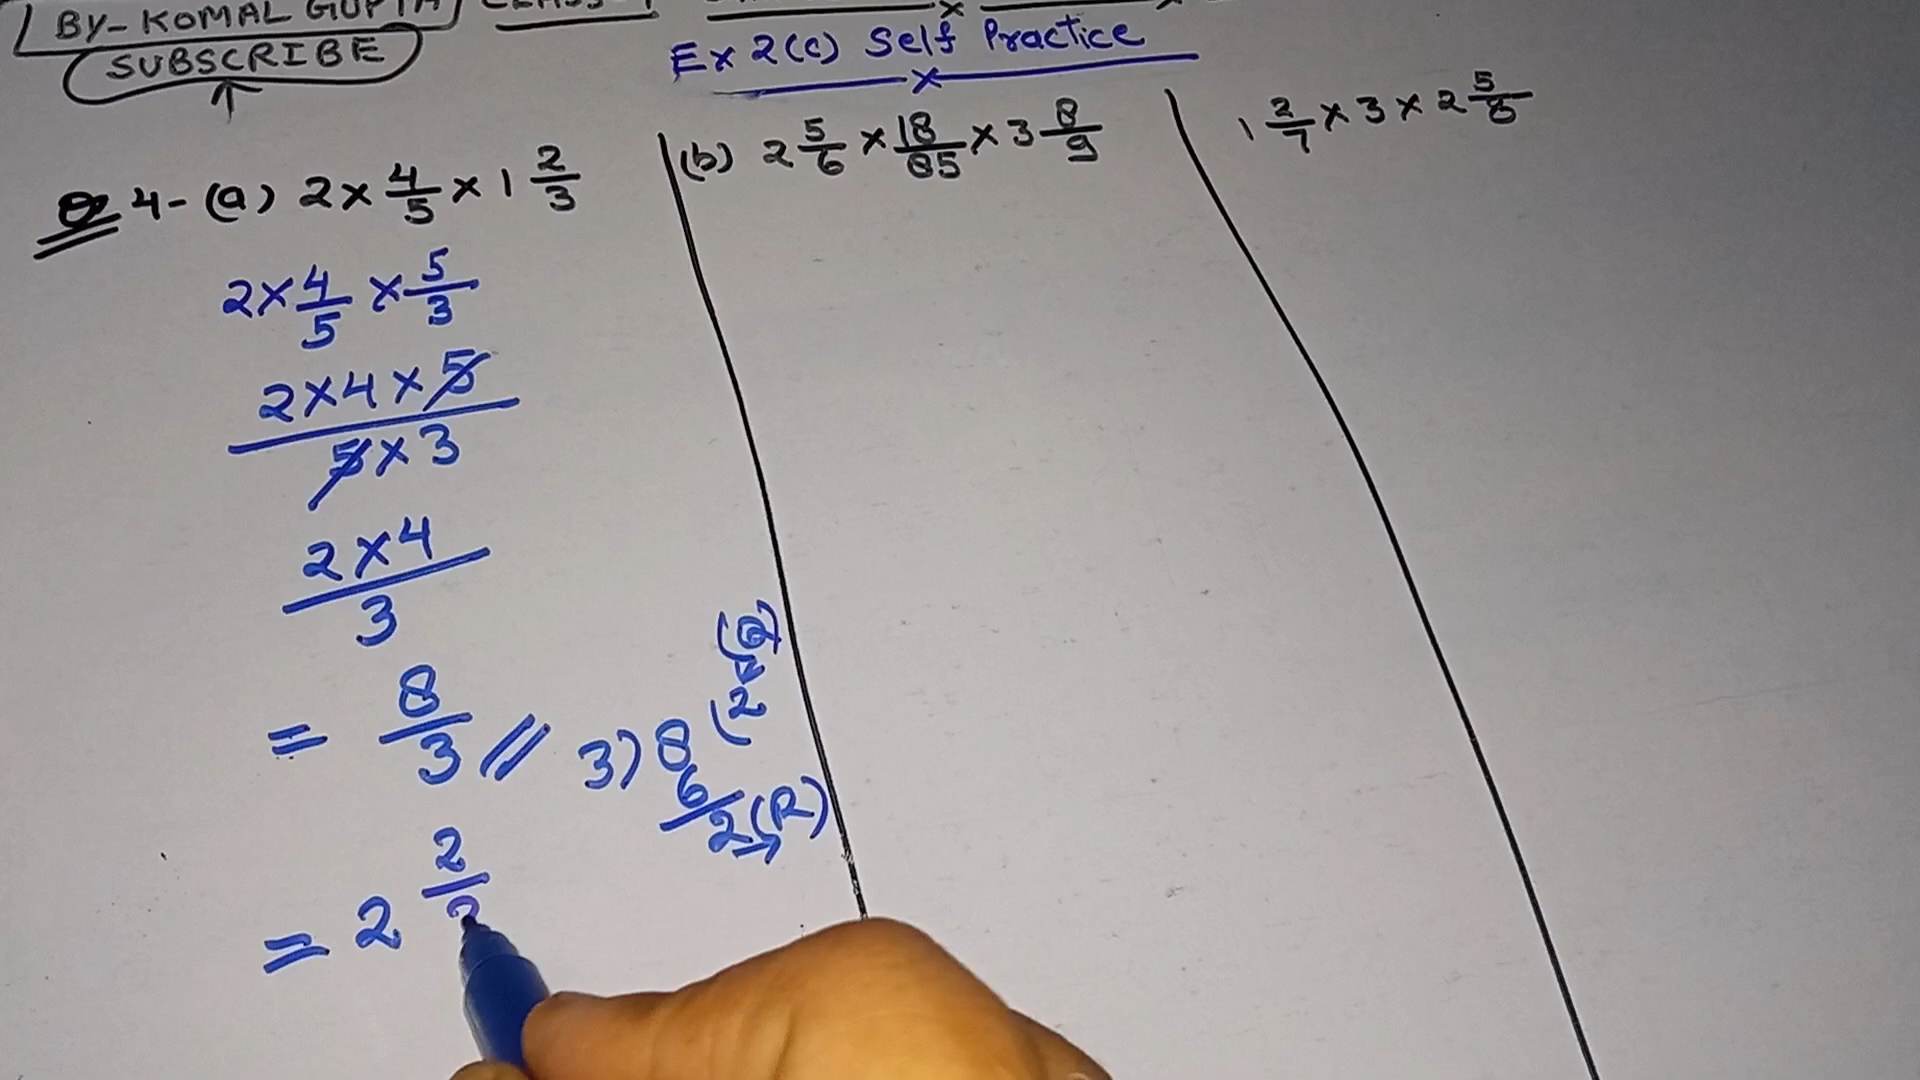 BY-KOMAL GUPTA
SUBSCRIBE
Ex 2(c) Self Practice
Q 4-(a) 2 × 4/5 × 1 2/3
2 × 4/5 × 5/3
2 × 4 × 5 / 5 × 3
2 × 4 / 3
= 8/3 // 3) 8 (2 (Q)
6
2 (R)
= 2 2/
(b) 2 5/6 × 18/85 × 3 8/9
1 2/7 × 3 × 2 5/8